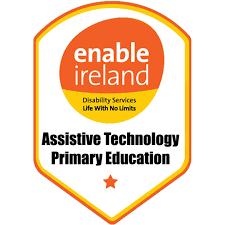 enable
ireland
Disability Services
Life With No Limits
Assistive Technology
Primary Education